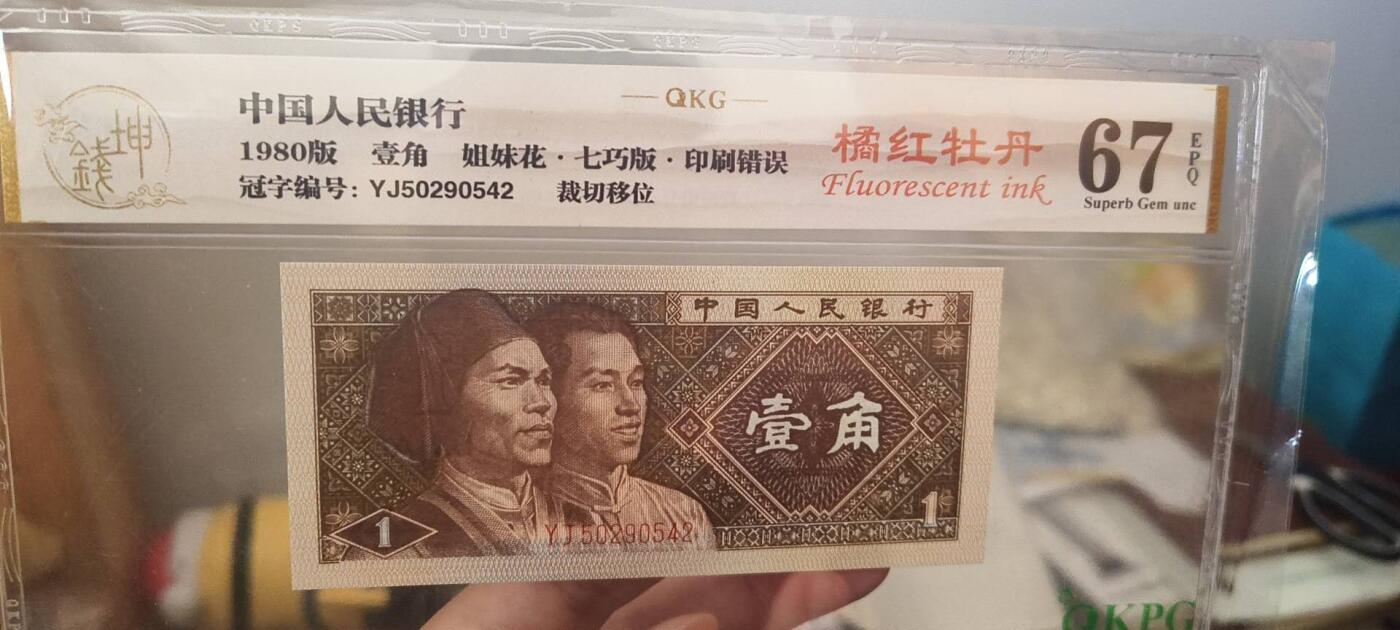 QKG
坤
錢
中国人民银行
1980版 壹角 姐妹花·七巧版·印刷错误
冠字编号: YJ50290542 裁切移位
橘红牡丹
Fluorescent ink
67
EPQ
Superb Gem unc
中国人民银行
壹角
1
1
YJ50290542
QKPG